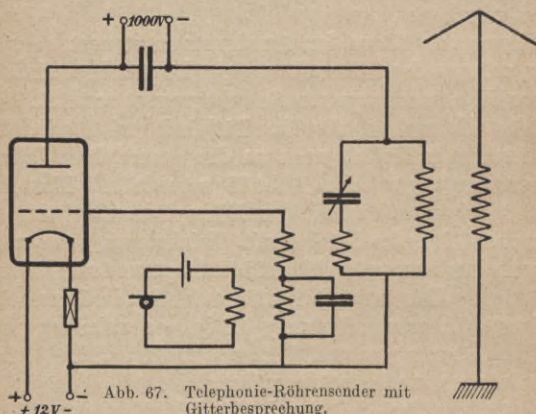 + 1000V -
+ -
+ 12V -
Abb. 67. Telephonie-Röhrensender mit
Gitterbesprechung.